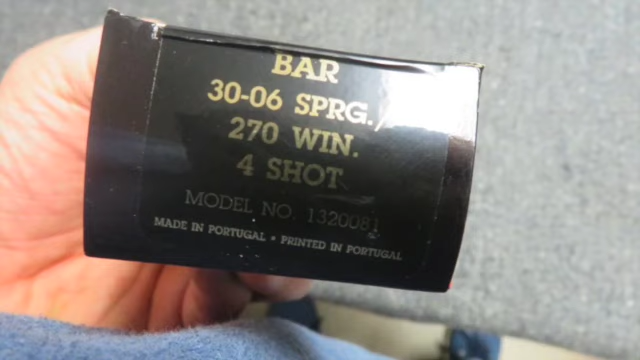 BAR
30-06 SPRG./
270 WIN.
4 SHOT
MODEL NO. 1320081
MADE IN PORTUGAL • PRINTED IN PORTUGAL